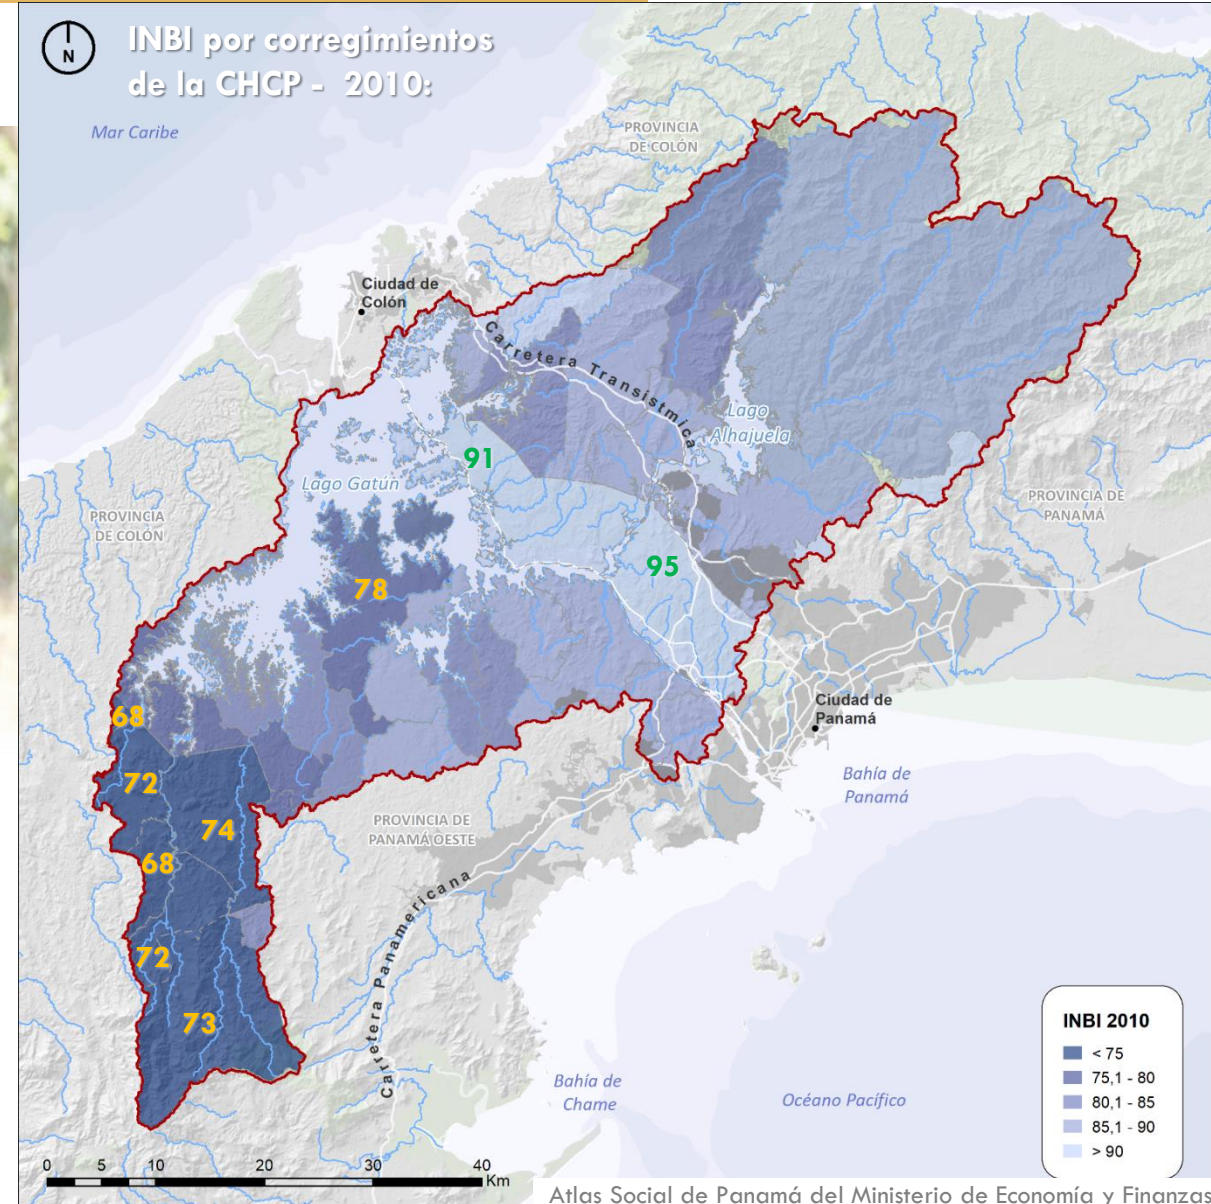 INBI por corregimientos
de la CHCP - 2010:
N
Mar Caribe
PROVINCIA
DE COLÓN
Ciudad de
Colón
Carretera Transístmica
Lago
Alhajuela
91
Lago Gatún
PROVINCIA
DE COLÓN
PROVINCIA DE
PANAMÁ
95
78
68
Ciudad de
Panamá
72
Bahía de
Panamá
74
PROVINCIA DE
PANAMÁ OESTE
68
Carretera Panamericana
72
73
Bahía de
Chame
Océano Pacífico
INBI 2010
< 75
75,1 - 80
80,1 - 85
85,1 - 90
> 90
0 5 10 20 30 40
Km
Atlas Social de Panamá del Ministerio de Economía y Finanzas